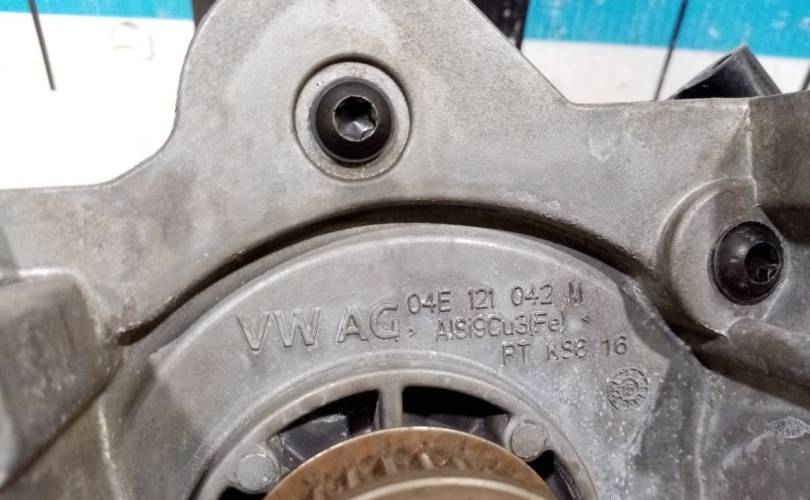 VW AG 04E 121 042 M
>AlSi9Cu3(Fe)<
PT KS8 16